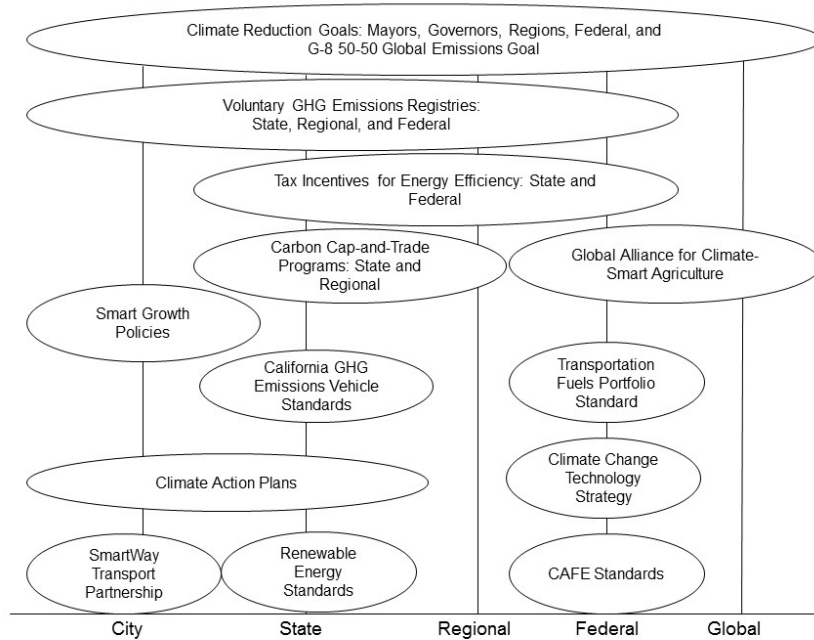 Climate Reduction Goals: Mayors, Governors, Regions, Federal, and
G-8 50-50 Global Emissions Goal
Voluntary GHG Emissions Registries:
State, Regional, and Federal
Tax Incentives for Energy Efficiency: State and
Federal
Carbon Cap-and-Trade
Programs: State and
Regional
Global Alliance for Climate-
Smart Agriculture
Smart Growth
Policies
California GHG
Emissions Vehicle
Standards
Transportation
Fuels Portfolio
Standard
Climate Action Plans
Climate Change
Technology
Strategy
SmartWay
Transport
Partnership
Renewable
Energy
Standards
CAFE Standards
City
State
Regional
Federal
Global